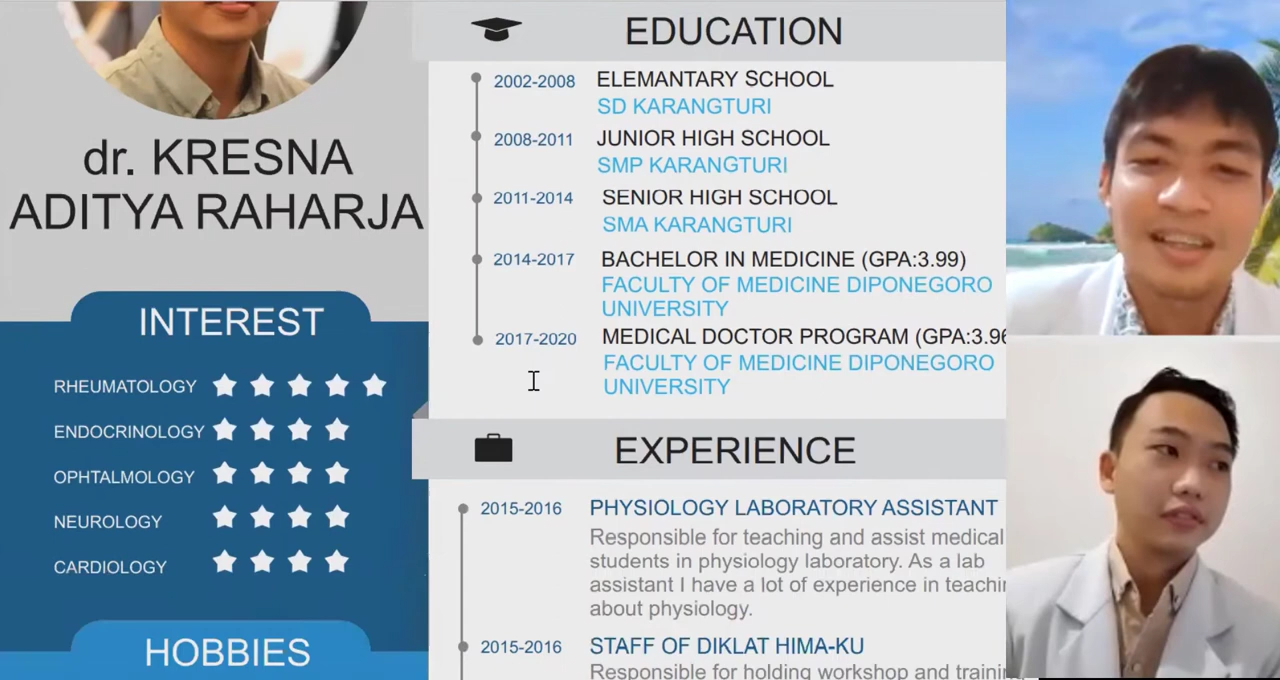 dr. KRESNA
ADITYA RAHARJA
INTEREST
RHEUMATOLOGY
ENDOCRINOLOGY
OPHTALMOLOGY
NEUROLOGY
CARDIOLOGY
HOBBIES
EDUCATION
2002-2008 ELEMANTARY SCHOOL
SD KARANGTURI
2008-2011 JUNIOR HIGH SCHOOL
SMP KARANGTURI
2011-2014 SENIOR HIGH SCHOOL
SMA KARANGTURI
2014-2017 BACHELOR IN MEDICINE (GPA:3.99)
FACULTY OF MEDICINE DIPONEGORO
UNIVERSITY
2017-2020 MEDICAL DOCTOR PROGRAM (GPA:3.96
FACULTY OF MEDICINE DIPONEGORO
UNIVERSITY
EXPERIENCE
2015-2016 PHYSIOLOGY LABORATORY ASSISTANT
Responsible for teaching and assist medical
students in physiology laboratory. As a lab
assistant I have a lot of experience in teachin
about physiology.
2015-2016 STAFF OF DIKLAT HIMA-KU
Responsible for holding workshop and trainin